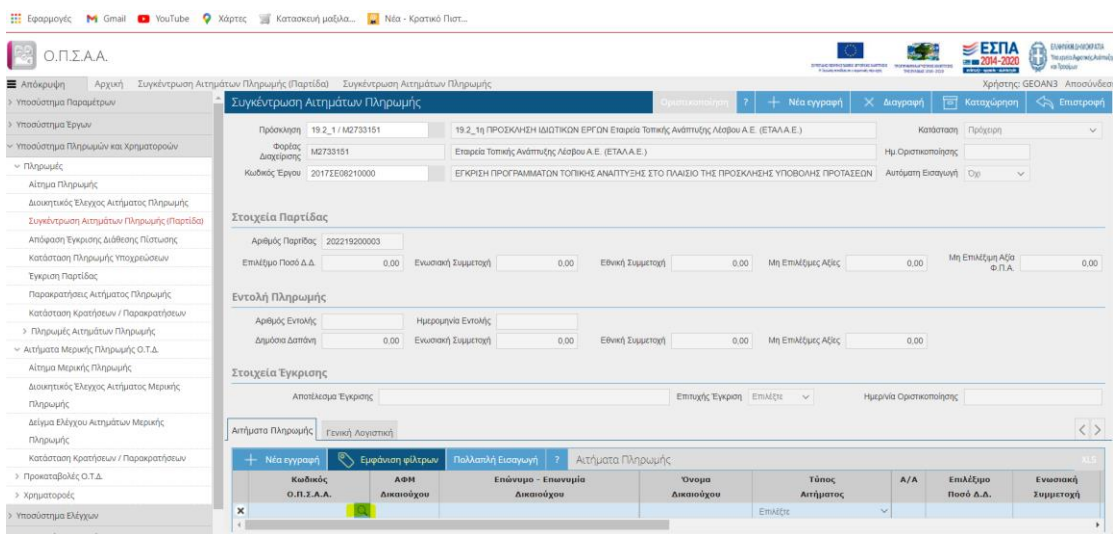 Εφαρμογές Gmail YouTube Χάρτες Κατασκευή μαξιλα... Νέα - Κρατικό Πιστ...
Ο.Π.Σ.Α.Α.
ΕΣΠΑ
2014-2020
Απόκρυψη Αρχική Συγκέντρωση Αιτημάτων Πληρωμής (Παρτίδα) Συγκέντρωση Αιτημάτων Πληρωμής Χρήστης: GEOAN3 Αποσύνδεσ
Υποσύστημα Παραμέτρων
Υποσύστημα Έργων
Υποσύστημα Πληρωμών και Χρηματοροών
Πληρωμές
Αίτημα Πληρωμής
Διοικητικός Έλεγχος Αιτήματος Πληρωμής
Συγκέντρωση Αιτημάτων Πληρωμής (Παρτίδα)
Απόφαση Έγκρισης Διάθεσης Πίστωσης
Κατάσταση Πληρωμής Υποχρεώσεων
Έγκριση Παρτίδας
Παρακρατήσεις Αιτήματος Πληρωμής
Κατάσταση Κρατήσεων / Παρακρατήσεων
Πληρωμές Αιτημάτων Πληρωμής
Αιτήματα Μερικής Πληρωμής Ο.Τ.Δ.
Αίτημα Μερικής Πληρωμής
Διοικητικός Έλεγχος Αιτήματος Μερικής
Πληρωμής
Δείγμα Ελέγχου Αιτημάτων Μερικής
Πληρωμής
Κατάσταση Κρατήσεων / Παρακρατήσεων
Προκαταβολές Ο.Τ.Δ.
Χρηματοροές
Υποσύστημα Ελέγχων
Συγκέντρωση Αιτημάτων Πληρωμής Οριστικοποίηση ? Νέα εγγραφή Διαγραφή Καταχώρηση Επιστροφή
Πρόσκληση 19.2_1 / M2733151 19.2_1η ΠΡΟΣΚΛΗΣΗ ΙΔΙΩΤΙΚΩΝ ΕΡΓΩΝ Εταιρεία Τοπικής Ανάπτυξης Λέσβου Α.Ε. (ΕΤΑΛ Α.Ε.) Κατάσταση Πρόχειρη
Φορέας Διαχείρισης M2733151 Εταιρεία Τοπικής Ανάπτυξης Λέσβου Α.Ε. (ΕΤΑΛ Α.Ε.) Ημ.Οριστικοποίησης
Κωδικός Έργου 2017ΣΕ08210000 ΕΓΚΡΙΣΗ ΠΡΟΓΡΑΜΜΑΤΩΝ ΤΟΠΙΚΗΣ ΑΝΑΠΤΥΞΗΣ ΣΤΟ ΠΛΑΙΣΙΟ ΤΗΣ ΠΡΟΣΚΛΗΣΗΣ ΥΠΟΒΟΛΗΣ ΠΡΟΤΑΣΕΩΝ Αυτόματη Εισαγωγή Όχι
Στοιχεία Παρτίδας
Αριθμός Παρτίδας 202219200003
Επιλέξιμο Ποσό Δ.Δ. 0,00 Ενωσιακή Συμμετοχή 0,00 Εθνική Συμμετοχή 0,00 Μη Επιλέξιμες Αξίες 0,00 Μη Επιλέξιμη Αξία Φ.Π.Α. 0,00
Εντολή Πληρωμής
Αριθμός Εντολής Ημερομηνία Εντολής
Δημόσια Δαπάνη 0,00 Ενωσιακή Συμμετοχή 0,00 Εθνική Συμμετοχή 0,00 Μη Επιλέξιμες Αξίες 0,00
Στοιχεία Έγκρισης
Αποτέλεσμα Έγκρισης Επιτυχής Έγκριση Επιλέξτε Ημερ/νία Οριστικοποίησης
Αιτήματα Πληρωμής Γενική Λογιστική
Νέα εγγραφή Εμφάνιση φίλτρων Πολλαπλή Εισαγωγή ? Αιτήματα Πληρωμής XLS
Κωδικός Ο.Π.Σ.Α.Α. ΑΦΜ Δικαιούχου Επώνυμο - Επωνυμία Δικαιούχου Όνομα Δικαιούχου Τύπος Αιτήματος Α/Α Επιλέξιμο Ποσό Δ.Δ. Ενωσιακή Συμμετοχή
Επιλέξτε